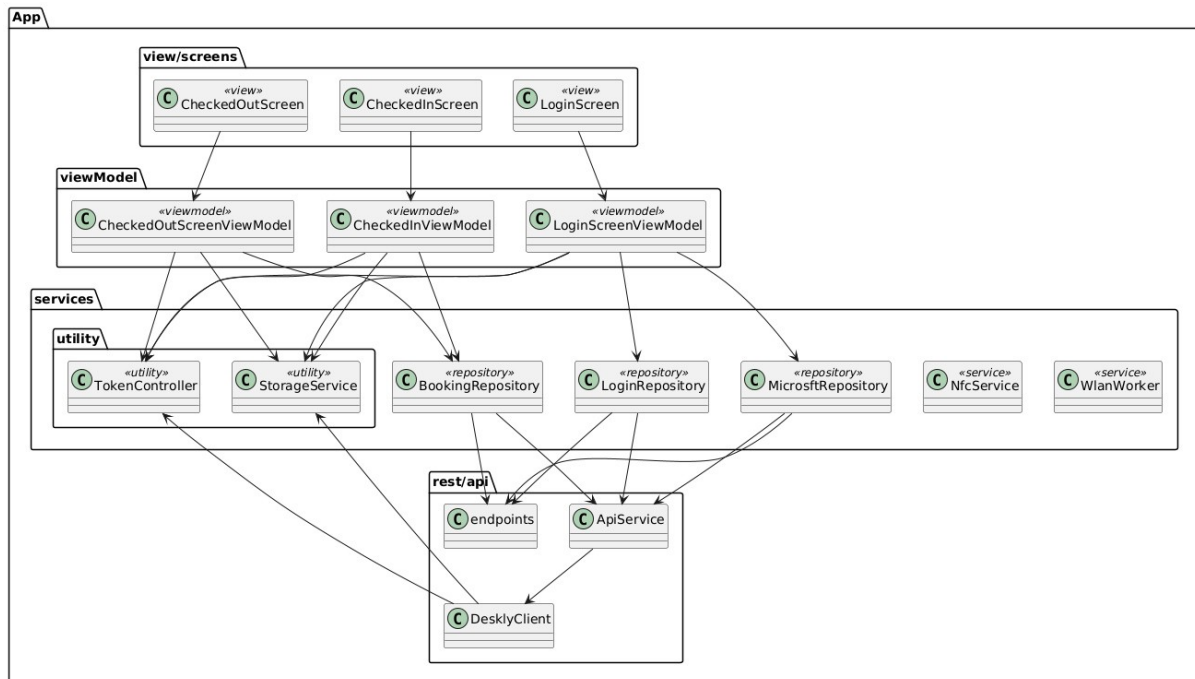 App
view/screens
C «view» CheckedOutScreen
C «view» CheckedInScreen
C «view» LoginScreen
viewModel
C «viewmodel» CheckedOutScreenViewModel
C «viewmodel» CheckedInViewModel
C «viewmodel» LoginScreenViewModel
services
utility
C «utility» TokenController
C «utility» StorageService
C «repository» BookingRepository
C «repository» LoginRepository
C «repository» MicrosftRepository
C «service» NfcService
C «service» WlanWorker
rest/api
C endpoints
C ApiService
C DesklyClient